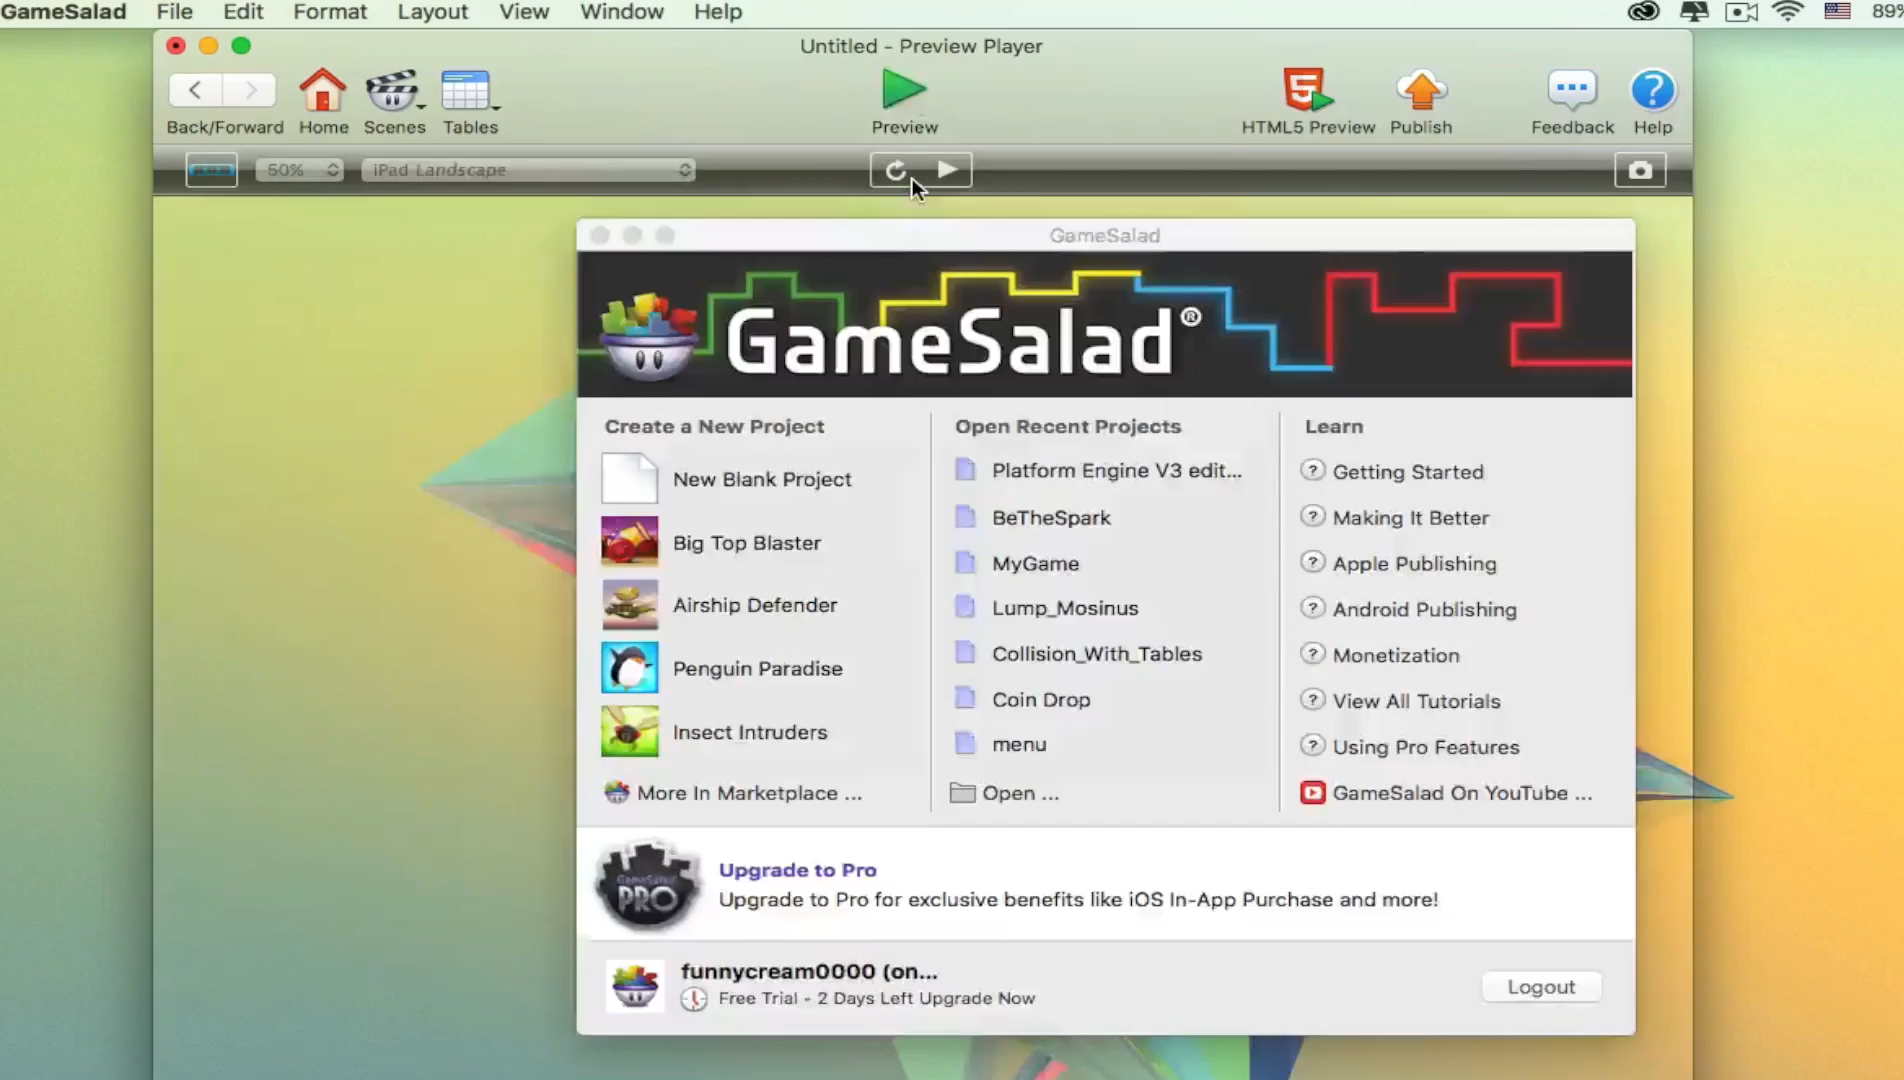 GameSalad File Edit Format Layout View Window Help
89%
Untitled - Preview Player
Back/Forward Home Scenes Tables Preview HTML5 Preview Publish Feedback Help
50% iPad Landscape
GameSalad
GameSalad®
Create a New Project
New Blank Project
Big Top Blaster
Airship Defender
Penguin Paradise
Insect Intruders
More In Marketplace ...
Open Recent Projects
Platform Engine V3 edit...
BeTheSpark
MyGame
Lump_Mosinus
Collision_With_Tables
Coin Drop
menu
Open ...
Learn
Getting Started
Making It Better
Apple Publishing
Android Publishing
Monetization
View All Tutorials
Using Pro Features
GameSalad On YouTube ...
GameSalad
PRO
Upgrade to Pro
Upgrade to Pro for exclusive benefits like iOS In-App Purchase and more!
funnycream0000 (on...
Free Trial - 2 Days Left Upgrade Now
Logout